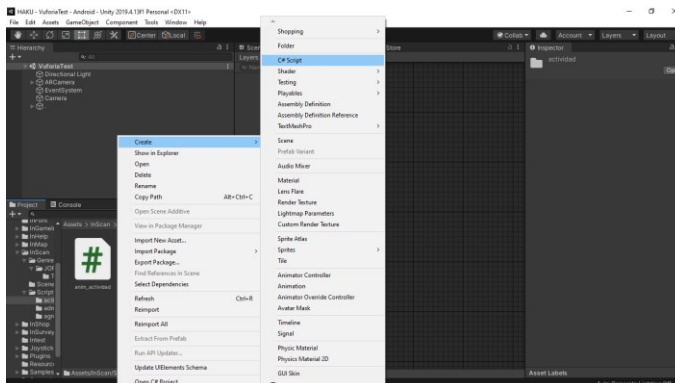 HAKU - VuforiaTest - Android - Unity 2019.4.13f1 Personal <DX11>
File Edit Assets GameObject Component Tools Window Help
Center Local
Collab Account Layers Layout
Hierarchy
All
VuforiaTest
Directional Light
ARCamera
EventSystem
Camera
Layers
Store
Inspector
actividad
Create
Show in Explorer
Open
Delete
Rename
Copy Path Alt+Ctrl+C
Open Scene Additive
View in Package Manager
Import New Asset...
Import Package
Export Package...
Find References In Scene
Select Dependencies
Refresh Ctrl+R
Reimport
Reimport All
Extract From Prefab
Run API Updater...
Update UIElements Schema
Open C# Project
Shopping
Folder
C# Script
Shader
Testing
Playables
Assembly Definition
Assembly Definition Reference
TextMeshPro
Scene
Prefab Variant
Audio Mixer
Material
Lens Flare
Render Texture
Lightmap Parameters
Custom Render Texture
Sprite Atlas
Sprites
Tile
Animator Controller
Animation
Animator Override Controller
Avatar Mask
Timeline
Signal
Physic Material
Physics Material 2D
GUI Skin
Project Console
Assets > InScan >
InHelp
InMap
InScan
Genre
Scene
Script
InShop
InSurvey
Intest
Joystick
Plugins
Resourc
Samples
#
anim_actividad
Assets/InScan/S
Asset Labels